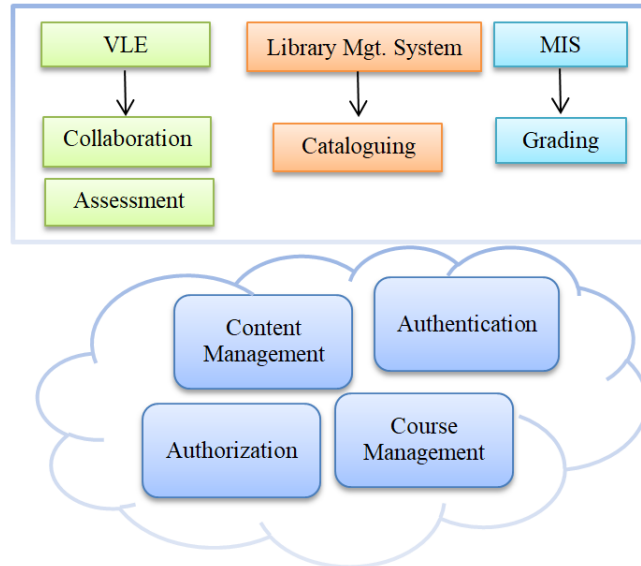 VLE
Library Mgt. System
MIS
Collaboration
Cataloguing
Grading
Assessment
Content
Management
Authentication
Authorization
Course
Management